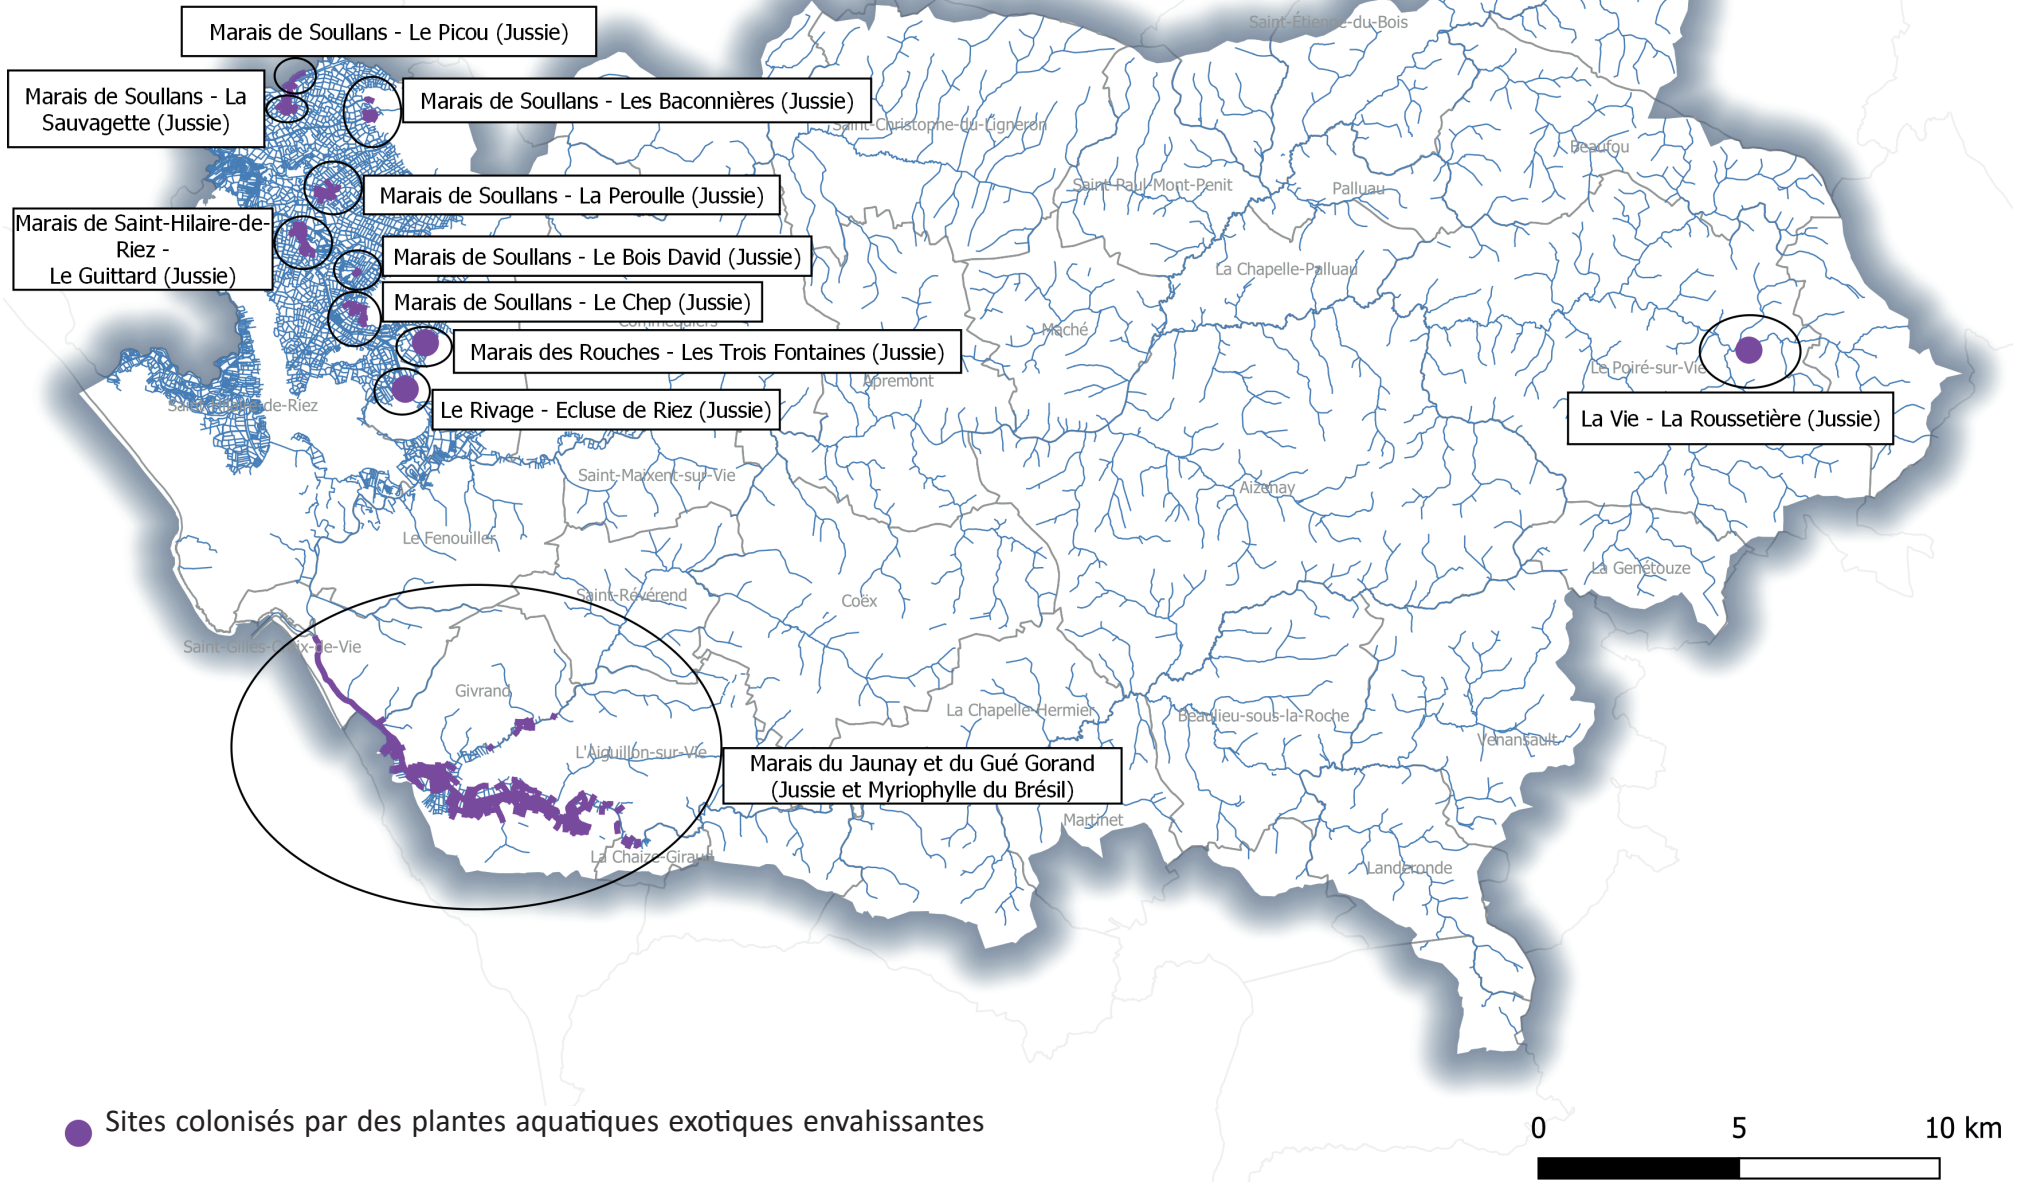 Marais de Soullans - Le Picou (Jussie)
Saint-Étienne-du-Bois
Marais de Soullans - La
Sauvagette (Jussie)
Marais de Soullans - Les Baconnières (Jussie)
Saint-Christophe-du-Ligneron
Beaufou
Marais de Soullans - La Peroulle (Jussie)
Saint-Paul-Mont-Penit
Palluau
Marais de Saint-Hilaire-de-
Riez -
Le Guittard (Jussie)
Marais de Soullans - Le Bois David (Jussie)
La Chapelle-Palluau
Marais de Soullans - Le Chep (Jussie)
Commequiers
Maché
Marais des Rouches - Les Trois Fontaines (Jussie)
Le Poiré-sur-Vie
Apremont
Saint-Hilaire-de-Riez
Le Rivage - Ecluse de Riez (Jussie)
La Vie - La Roussetière (Jussie)
Saint-Maixent-sur-Vie
Aizenay
Le Fenouiller
La Genétouze
Saint-Révérend
Coëx
Saint-Gilles-Croix-de-Vie
Givrand
La Chapelle-Hermier
Beaulieu-sous-la-Roche
Venansault
L'Aiguillon-sur-Vie
Marais du Jaunay et du Gué Gorand
(Jussie et Myriophylle du Brésil)
Martinet
La Chaize-Giraud
Landeronde
Sites colonisés par des plantes aquatiques exotiques envahissantes
0 5 10 km